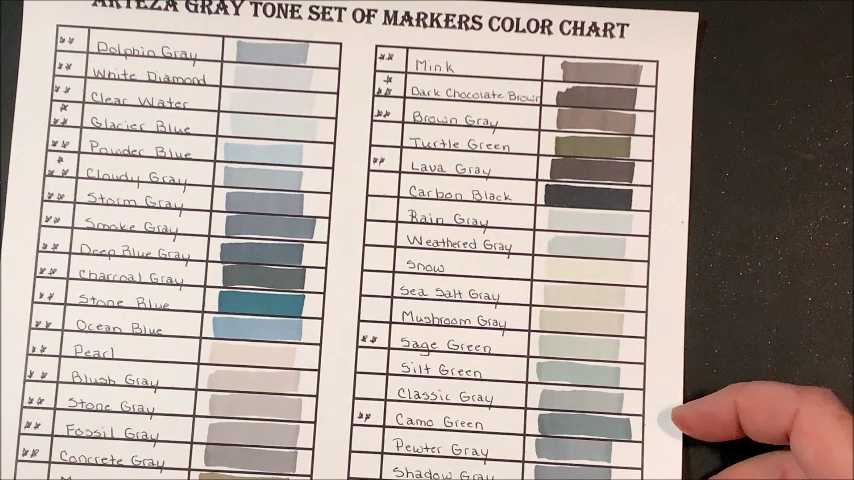 ARTEZA GRAY TONE SET OF MARKERS COLOR CHART
** Dolphin Gray
** White Diamond
** Clear Water
* Glacier Blue
** Powder Blue
* ** Cloudy Gray
** Storm Gray
** Smoke Gray
** Deep Blue Gray
** Charcoal Gray
** Stone Blue
** Ocean Blue
** Pearl
** Blush Gray
** Stone Gray
** Fossil Gray
** Concrete Gray
** Mink
* ** Dark Chocolate Brown
** Brown Gray
Turtle Green
** Lava Gray
Carbon Black
Rain Gray
Weathered Gray
Snow
Sea Salt Gray
Mushroom Gray
** Sage Green
Silt Green
Classic Gray
** Camo Green
Pewter Gray
Shadow Gray